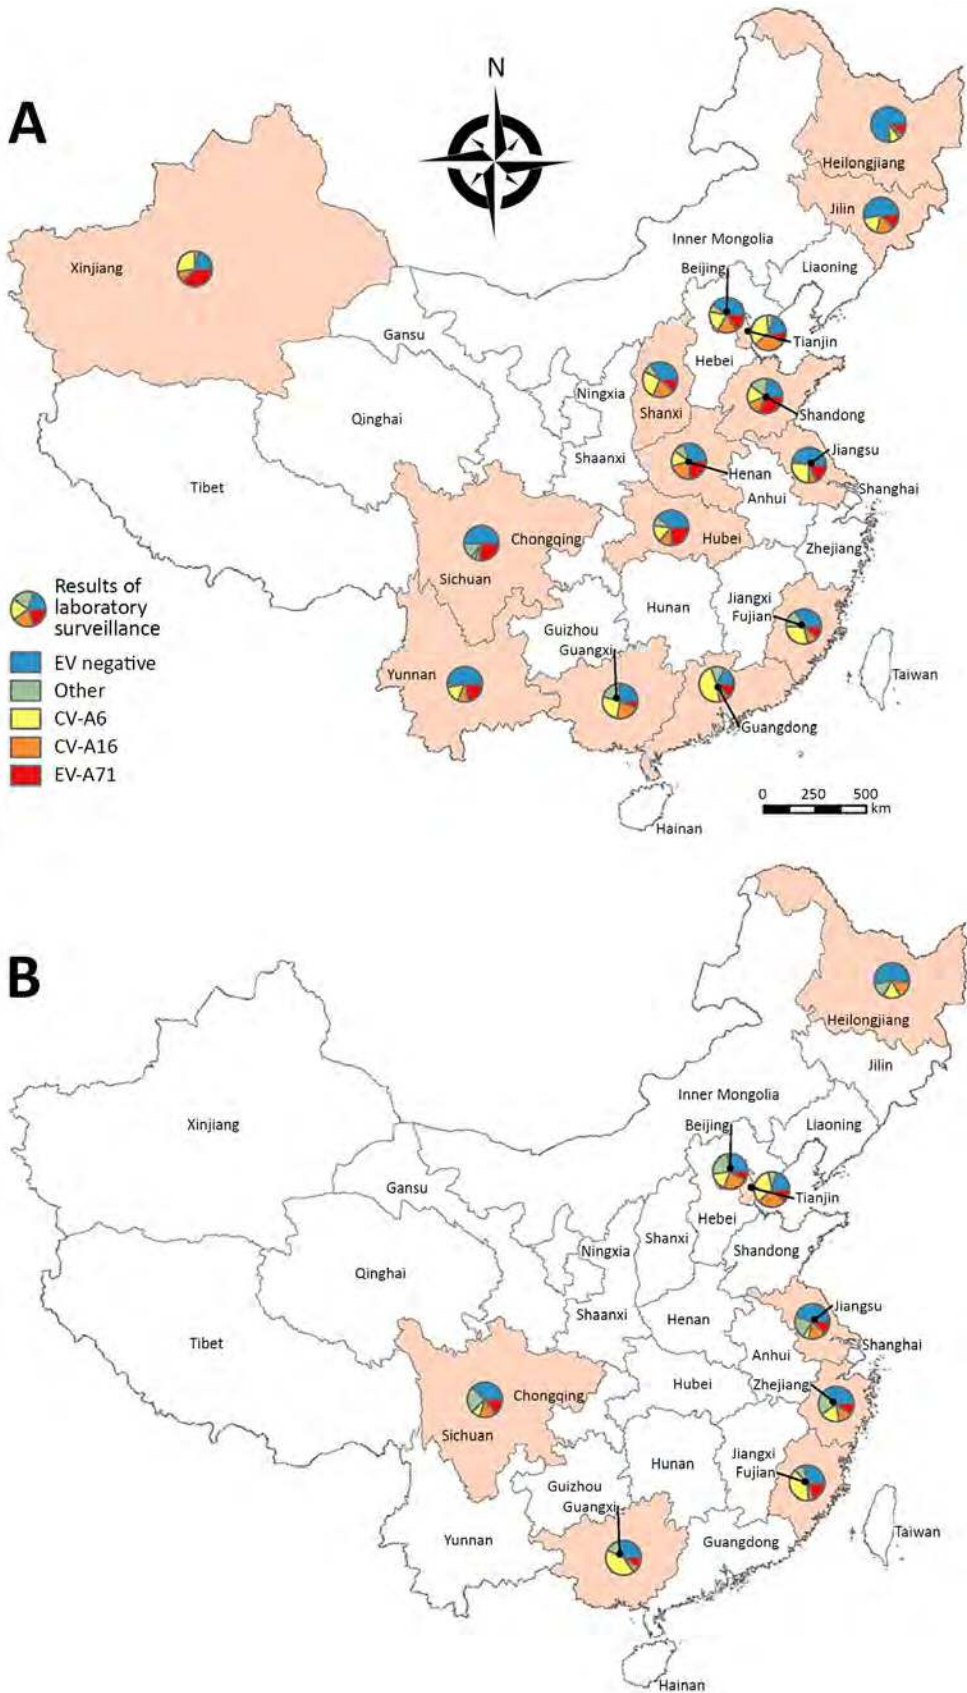 A
N
Heilongjiang
Jilin
Xinjiang
Inner Mongolia
Beijing
Liaoning
Gansu
Tianjin
Hebei
Ningxia
Shanxi
Qinghai
Shandong
Shaanxi
Jiangsu
Henan
Tibet
Anhui
Shanghai
Chongqing
Hubei
Zhejiang
Sichuan
Results of
laboratory
surveillance
Hunan
Jiangxi
Fujian
Guizhou
Guangxi
EV negative
Yunnan
Taiwan
Other
CV-A6
Guangdong
CV-A16
EV-A71
0 250 500
km
Hainan
B
Heilongjiang
Jilin
Inner Mongolia
Xinjiang
Beijing
Liaoning
Gansu
Tianjin
Hebei
Shanxi
Ningxia
Shandong
Qinghai
Jiangsu
Shaanxi
Henan
Tibet
Shanghai
Anhui
Hubei
Zhejiang
Chongqing
Sichuan
Jiangxi
Hunan
Fujian
Guizhou
Guangxi
Taiwan
Yunnan
Guangdong
Hainan